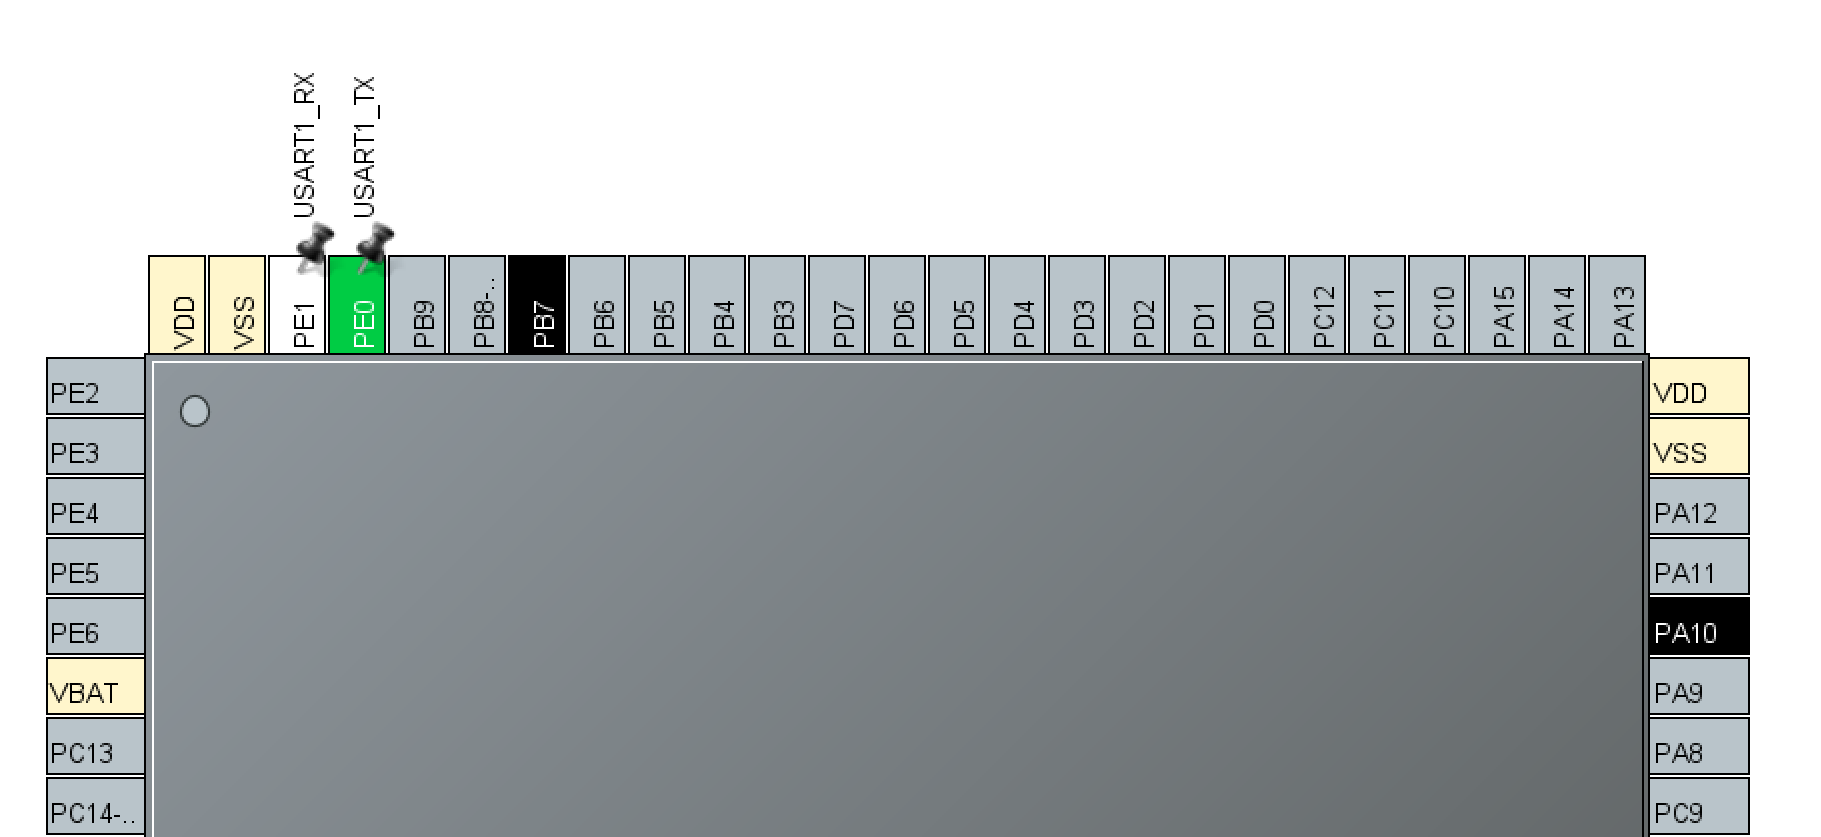 USART1_RX
USART1_TX
VDD
VSS
PE1
PE0
PB9
PB8-..
PB7
PB6
PB5
PB4
PB3
PD7
PD6
PD5
PD4
PD3
PD2
PD1
PD0
PC12
PC11
PC10
PA15
PA14
PA13
PE2
PE3
PE4
PE5
PE6
VBAT
PC13
PC14-..
VDD
VSS
PA12
PA11
PA10
PA9
PA8
PC9